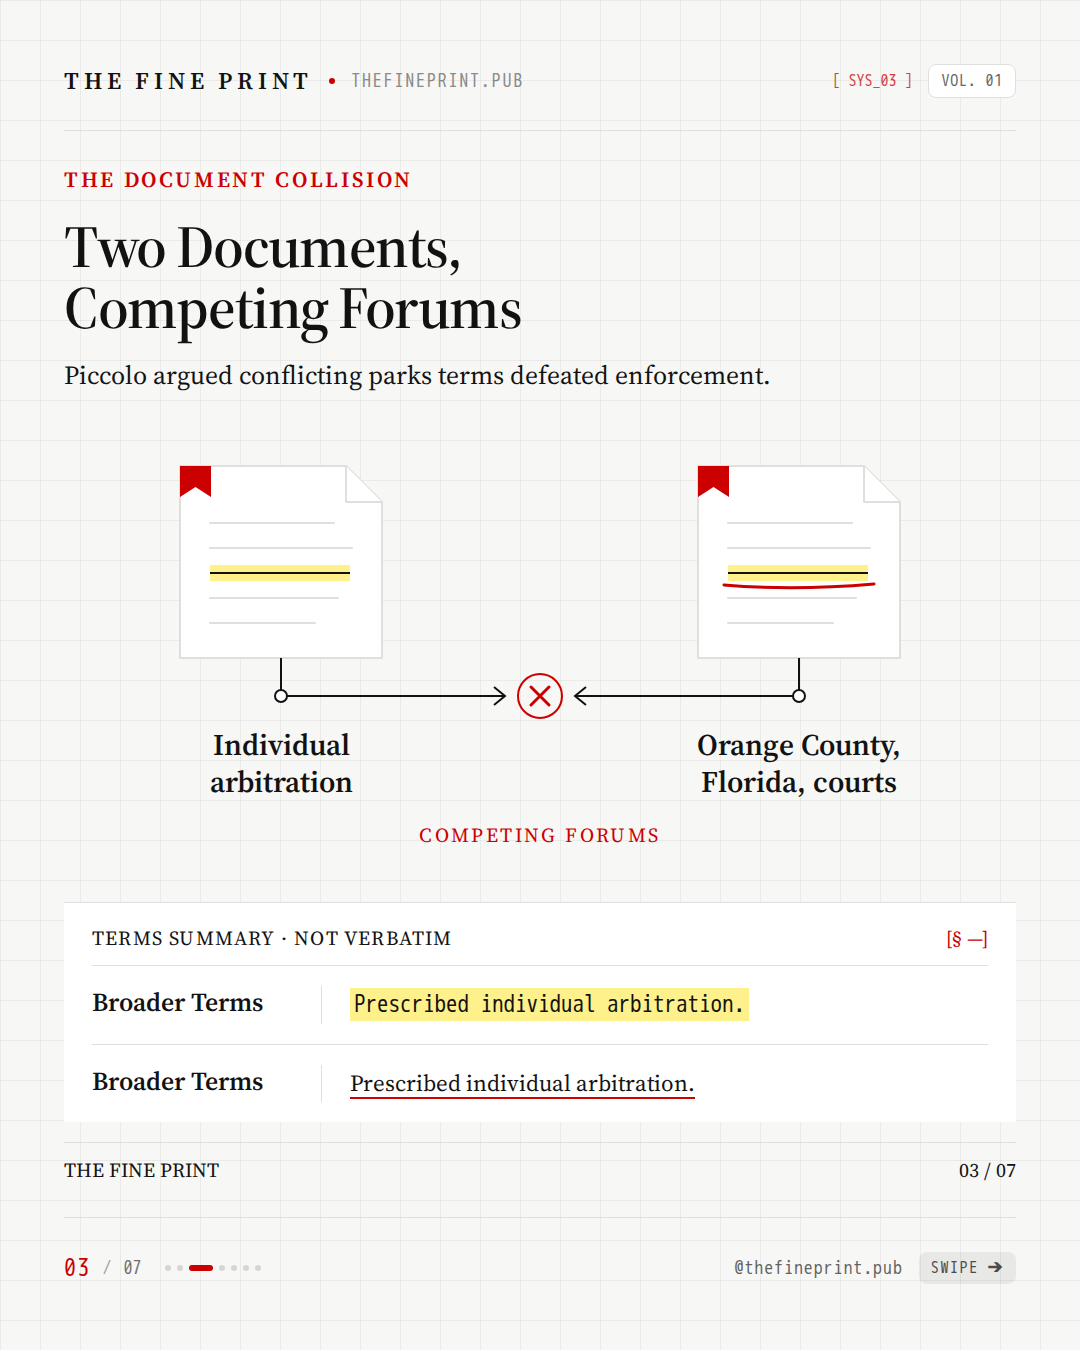 THE FINE PRINT • THEFINEPRINT.PUB [ SYS_03 ] VOL. 01
THE DOCUMENT COLLISION
Two Documents,
Competing Forums
Piccolo argued conflicting parks terms defeated enforcement.
Individual
arbitration
Orange County,
Florida, courts
COMPETING FORUMS
TERMS SUMMARY · NOT VERBATIM [§ —]
Broader Terms Prescribed individual arbitration.
Broader Terms Prescribed individual arbitration.
THE FINE PRINT 03 / 07
03 / 07 @thefineprint.pub SWIPE ➔